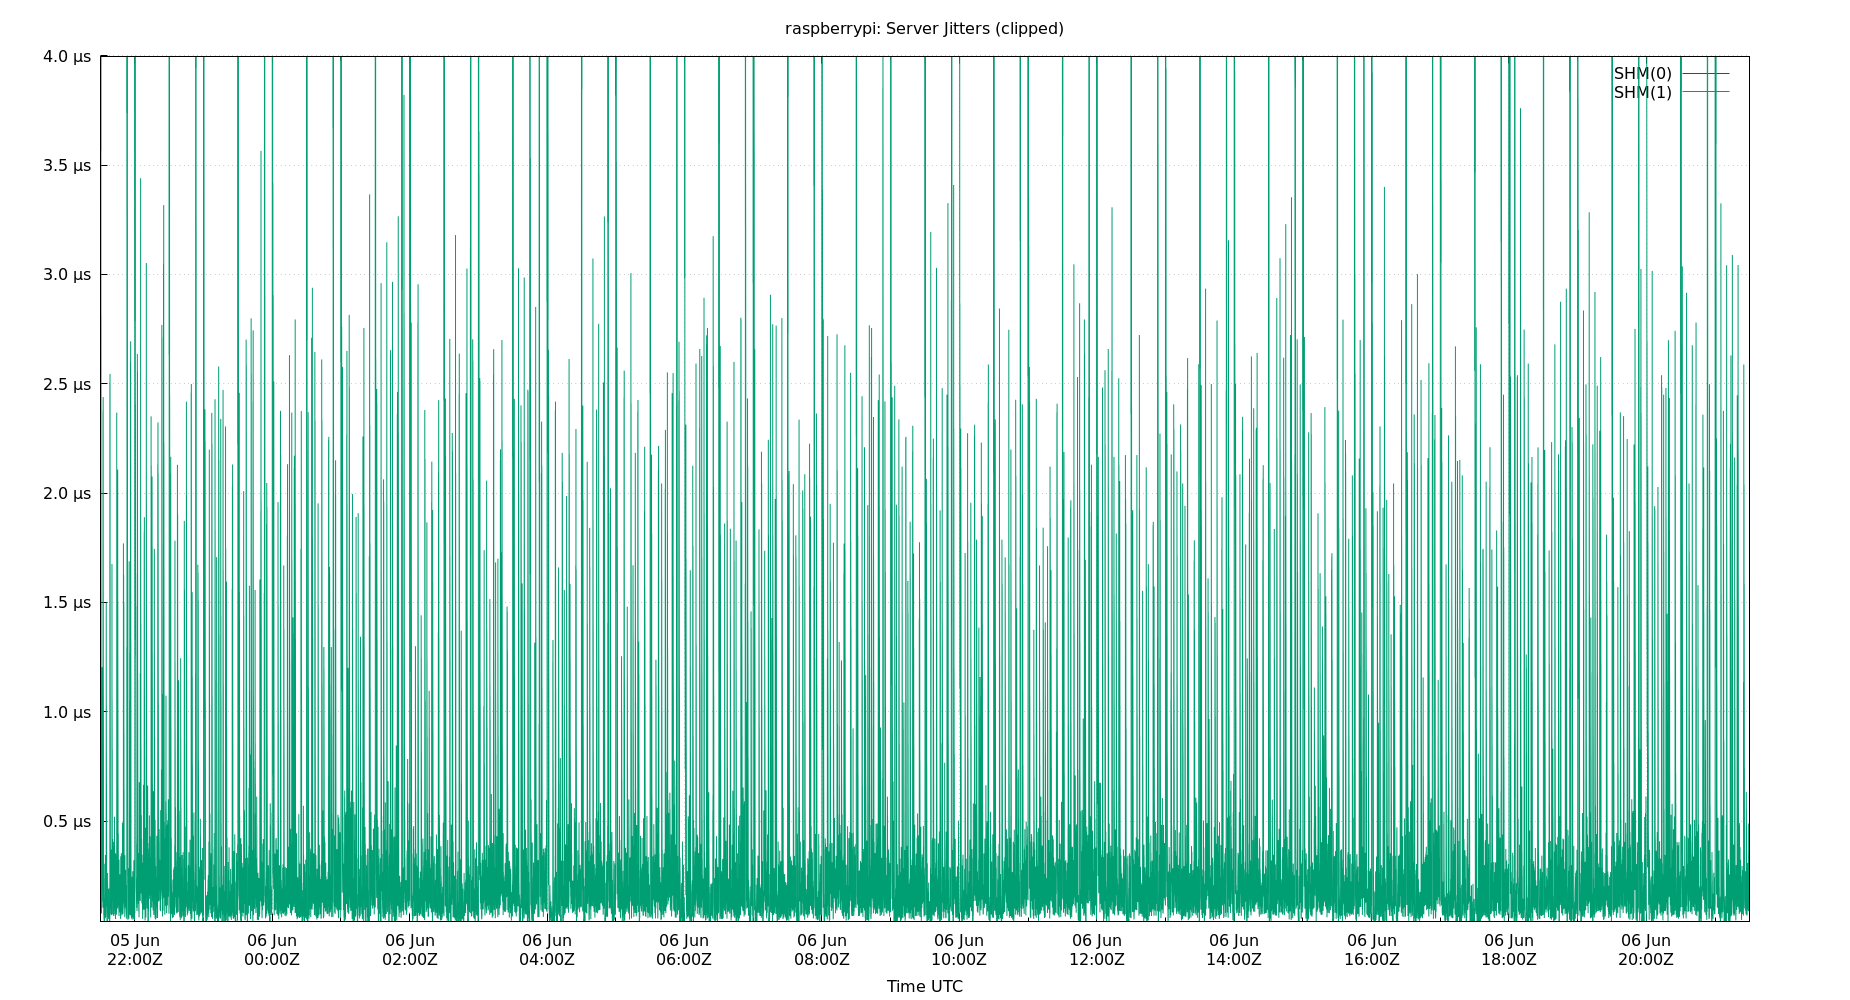 raspberrypi: Server Jitters (clipped)
4.0 μs
3.5 μs
3.0 μs
2.5 μs
2.0 μs
1.5 μs
1.0 μs
0.5 μs
SHM(0)
SHM(1)
05 Jun 06 Jun 06 Jun 06 Jun 06 Jun 06 Jun 06 Jun 06 Jun 06 Jun 06 Jun 06 Jun 06 Jun
22:00Z 00:00Z 02:00Z 04:00Z 06:00Z 08:00Z 10:00Z 12:00Z 14:00Z 16:00Z 18:00Z 20:00Z
Time UTC